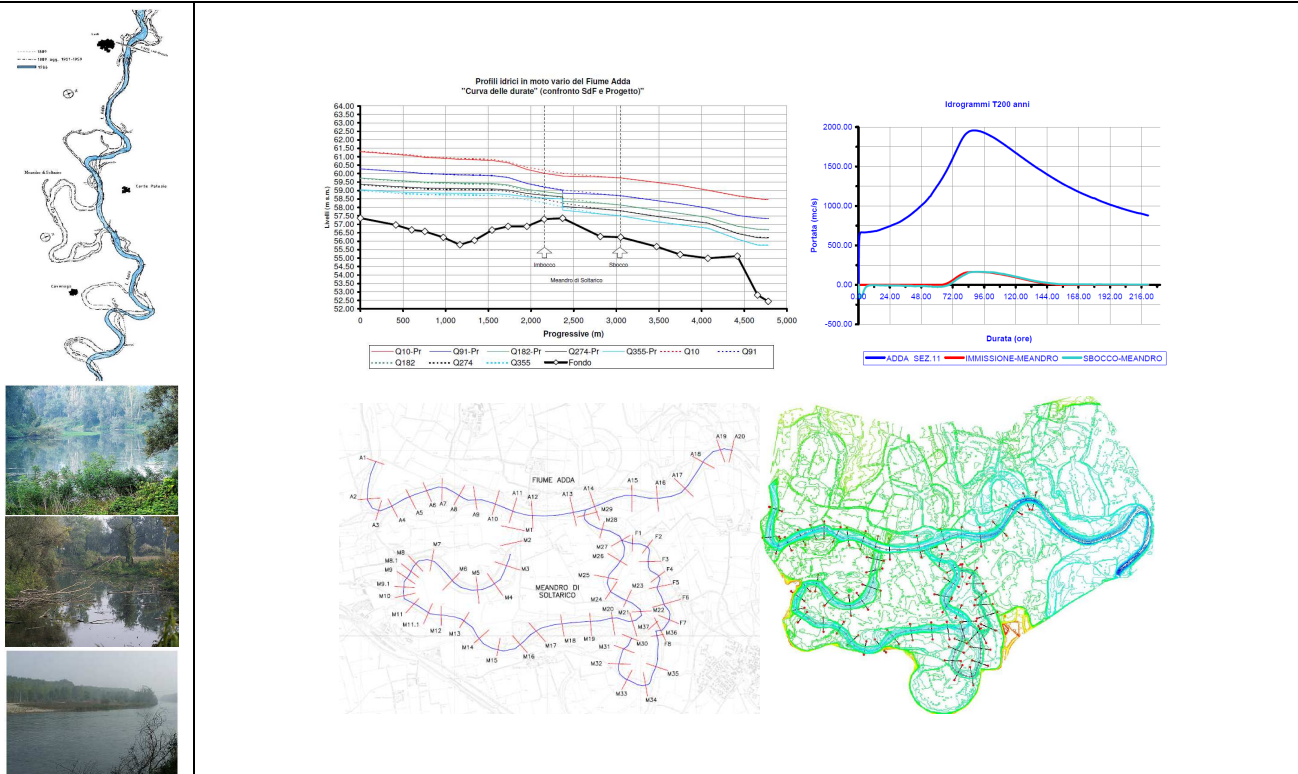 1889
1889 agg. 1957-1959
Meandro di Soltarico
Corte Palasio
Cavenago
Profili idrici in moto vario del Fiume Adda
"Curva delle durate" (confronto SdF e Progetto)"
Livelli (m s.m.)
64.00
63.50
63.00
62.50
62.00
61.50
61.00
60.50
60.00
59.50
59.00
58.50
58.00
57.50
57.00
56.50
56.00
55.50
55.00
54.50
54.00
53.50
53.00
52.50
52.00
Imbocco
Sbocco
Meandro di Soltarico
0 500 1,000 1,500 2,000 2,500 3,000 3,500 4,000 4,500 5,000
Progressive (m)
Q10-Pr Q91-Pr Q182-Pr Q274-Pr Q355-Pr Q10 Q91
Q182 Q274 Q355 Fondo
Idrogrammi T200 anni
Portata (mc/s)
2000.00
1500.00
1000.00
500.00
0.00
-500.00
0.00 24.00 48.00 72.00 96.00 120.00 144.00 168.00 192.00 216.00
Durata (ore)
ADDA SEZ.11 IMMISSIONE-MEANDRO SBOCCO-MEANDRO
A19 A20
A1
A18
FIUME ADDA
A17
A2 A3 A4 A5 A6 A7 A8 A9 A10 A11 A12 A13 A14 A15 A16
M29
M28
M1
M2
F1 F2
M27
M26
F3
F4
M8 M7
M8.1
M9
M9.1
M10
M6 M5 M4 M3
MEANDRO DI
SOLTARICO
M25
M24
M23
F5
F6
M11
M11.1
M12 M13
M14
M15 M16 M17 M18 M19 M20 M21 M22
F7
M37 M36
M30
M31
F8
M32
M33 M34 M35